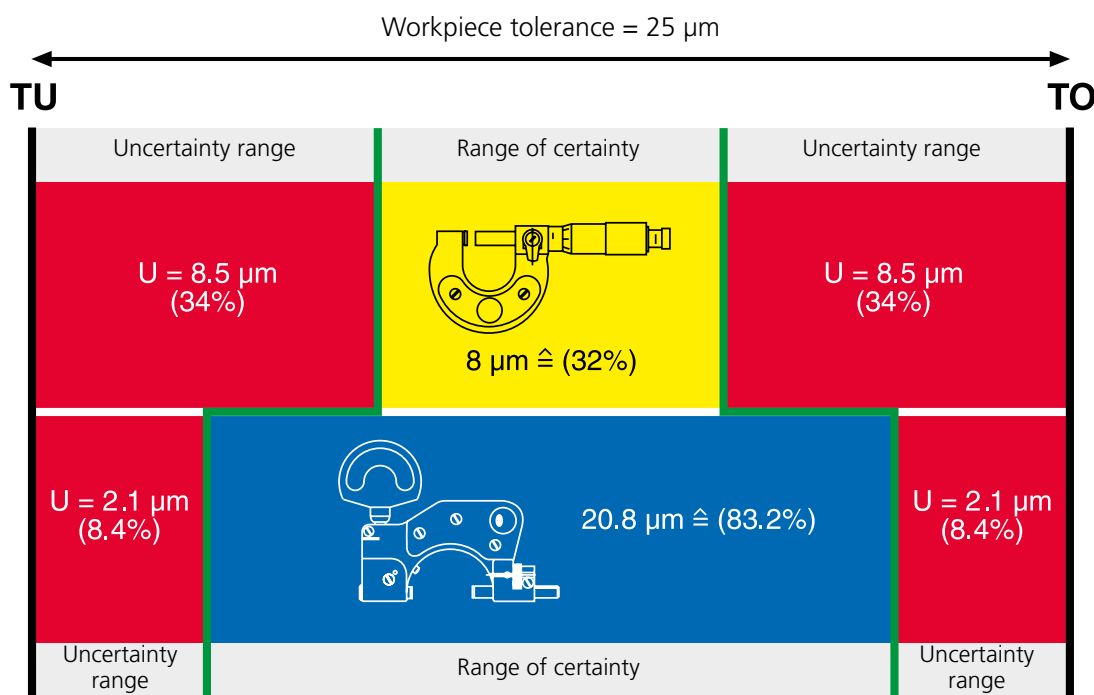 Workpiece tolerance = 25 µm
TU
TO
Uncertainty range
Range of certainty
Uncertainty range
U = 8.5 µm
(34%)
8 µm ≙ (32%)
U = 8.5 µm
(34%)
U = 2.1 µm
(8.4%)
20.8 µm ≙ (83.2%)
U = 2.1 µm
(8.4%)
Uncertainty
range
Range of certainty
Uncertainty
range